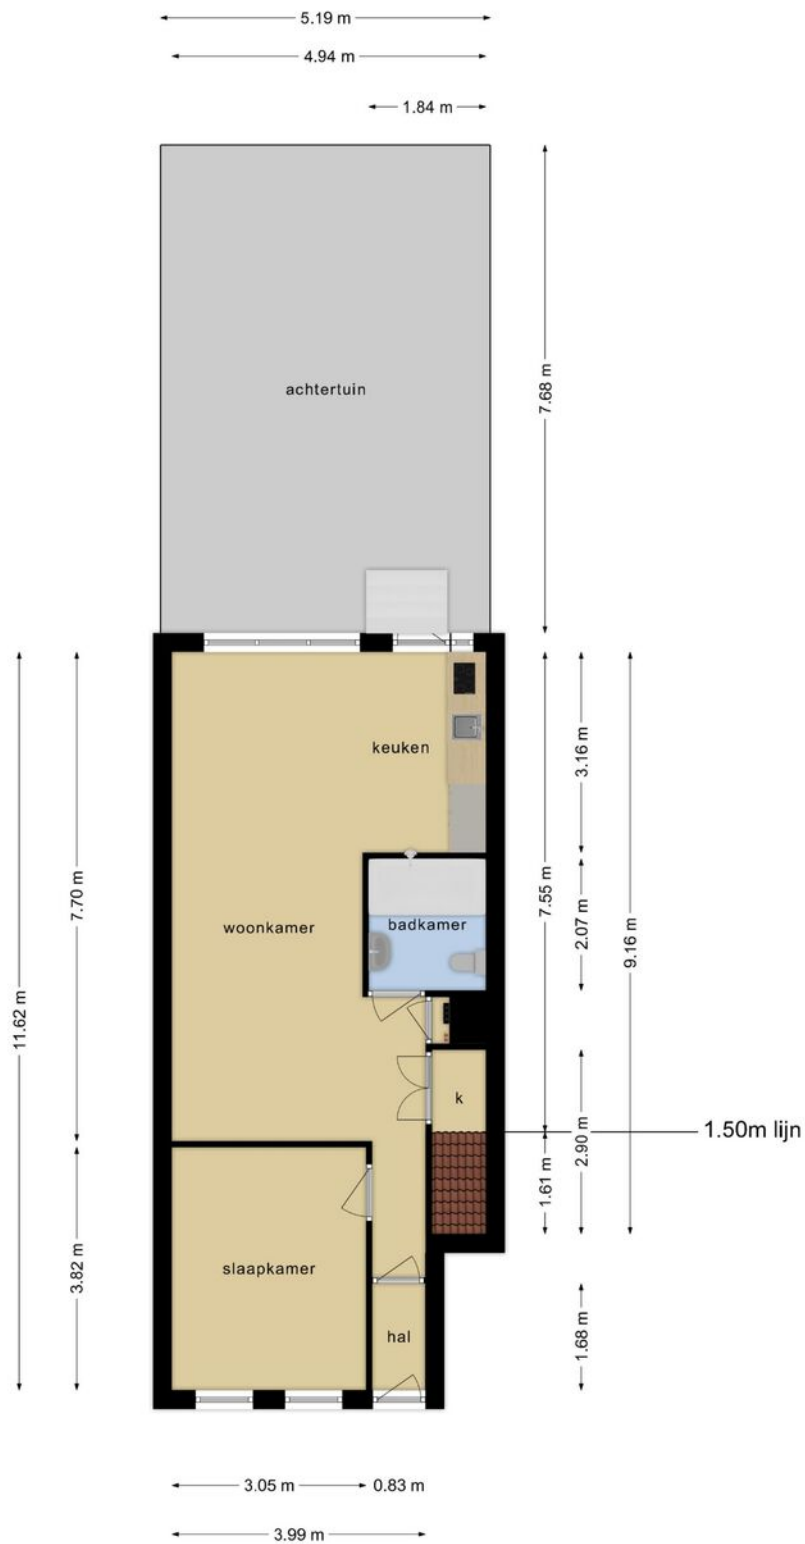 5.19 m
4.94 m
1.84 m
achtertuin
7.68 m
keuken
3.16 m
7.70 m
7.55 m
woonkamer
badkamer
2.07 m
9.16 m
11.62 m
k
1.50m lijn
2.90 m
1.61 m
3.82 m
slaapkamer
hal
1.68 m
3.05 m
0.83 m
3.99 m